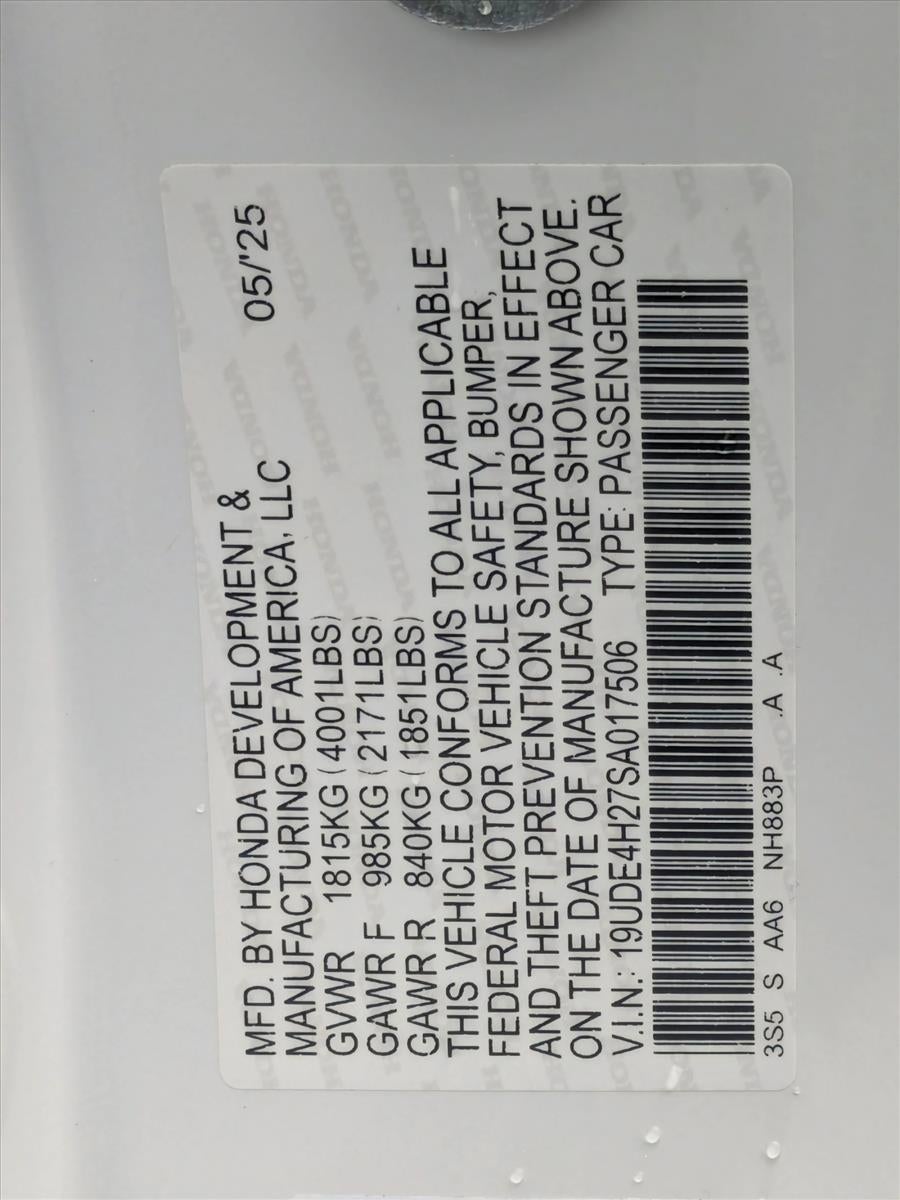 MFD. BY HONDA DEVELOPMENT & 05/'25
MANUFACTURING OF AMERICA, LLC
GVWR 1815KG (4001LBS)
GAWR F 985KG (2171LBS)
GAWR R 840KG (1851LBS)
THIS VEHICLE CONFORMS TO ALL APPLICABLE
FEDERAL MOTOR VEHICLE SAFETY, BUMPER,
AND THEFT PREVENTION STANDARDS IN EFFECT
ON THE DATE OF MANUFACTURE SHOWN ABOVE.
V.I.N.: 19UDE4H27SA017506 TYPE: PASSENGER CAR
3S5 S AA6 NH883P .A .A